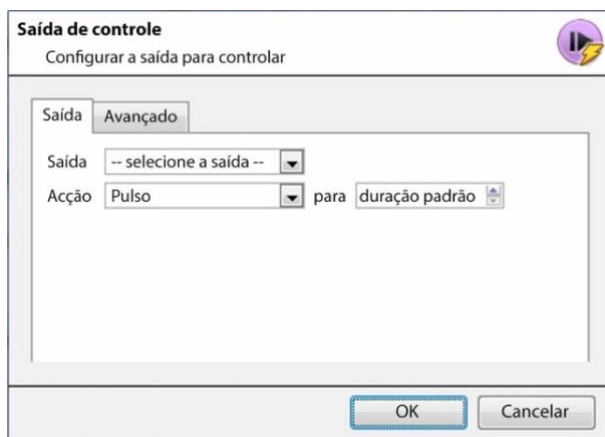 Saída de controle
Configurar a saída para controlar
Saída Avançado
Saída -- selecione a saída --
Acção Pulso para duração padrão
OK Cancelar